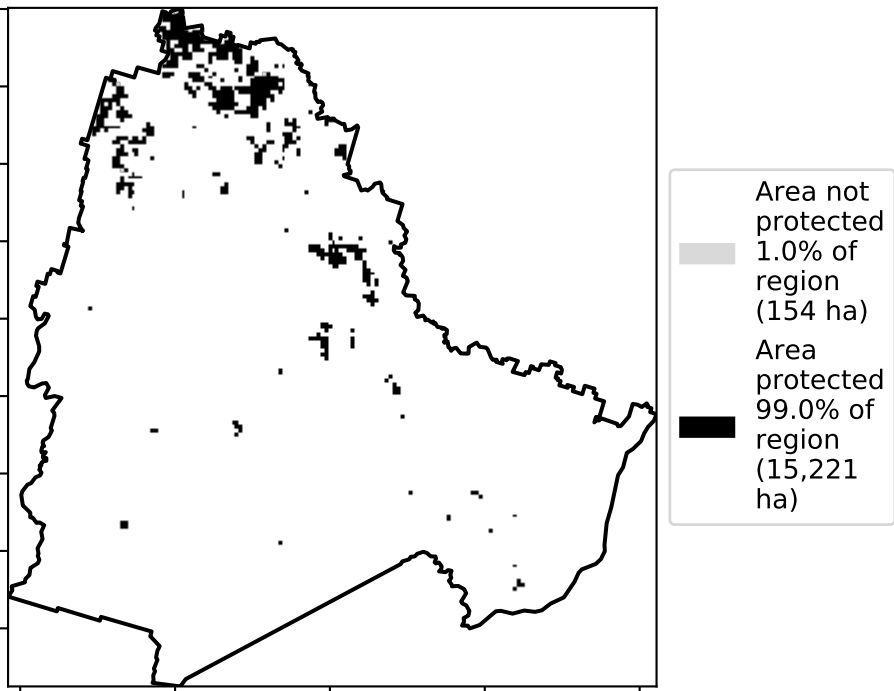 Area not
protected
1.0% of
region
(154 ha)
Area
protected
99.0% of
region
(15,221
ha)